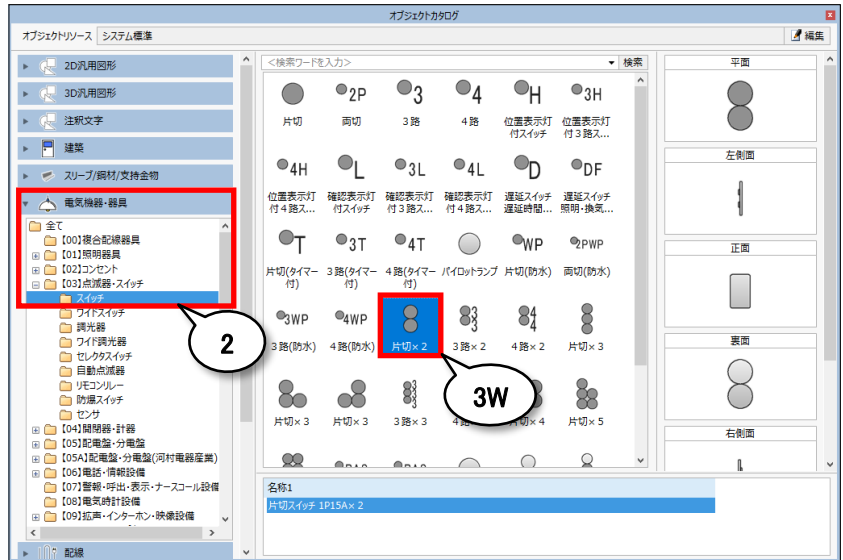 オブジェクトカタログ
オブジェクトリソース システム標準 編集
2D汎用図形
3D汎用図形
注釈文字
建築
スリーブ/鋼材/支持金物
電気機器・器具
全て
【00】複合配線器具
【01】照明器具
【02】コンセント
【03】点滅器・スイッチ
スイッチ
ワイドスイッチ
調光器
ワイド調光器
セレクタスイッチ
自動点滅器
リモコンリレー
防爆スイッチ
センサ
【04】開閉器・計器
【05】配電盤・分電盤
【05A】配電盤・分電盤(河村電器産業)
【06】電話・情報設備
【07】警報・呼出・表示・ナースコール設備
【08】電気時計設備
【09】拡声・インターホン・映像設備
配線
2
<検索ワードを入力> 検索
2P 3 4 H 3H
片切 両切 3路 4路 位置表示灯付スイッチ 位置表示灯付3路ス...
4H L 3L 4L D DF
位置表示灯付4路ス... 確認表示灯付スイッチ 確認表示灯付3路ス... 確認表示灯付4路ス... 遅延スイッチ遅延時間... 遅延スイッチ照明・換気...
T 3T 4T WP 2PWP
片切(タイマー付) 3路(タイマー付) 4路(タイマー付) パイロットランプ 片切(防水) 両切(防水)
3WP 4WP 3 3 4 4
3路(防水) 4路(防水) 片切×2 3路×2 4路×2 片切×3
3 3 3
片切×3 片切×3 3路×3 片切×5
3W
名称1
片切スイッチ 1P15A×2
平面
左側面
正面
裏面
右側面